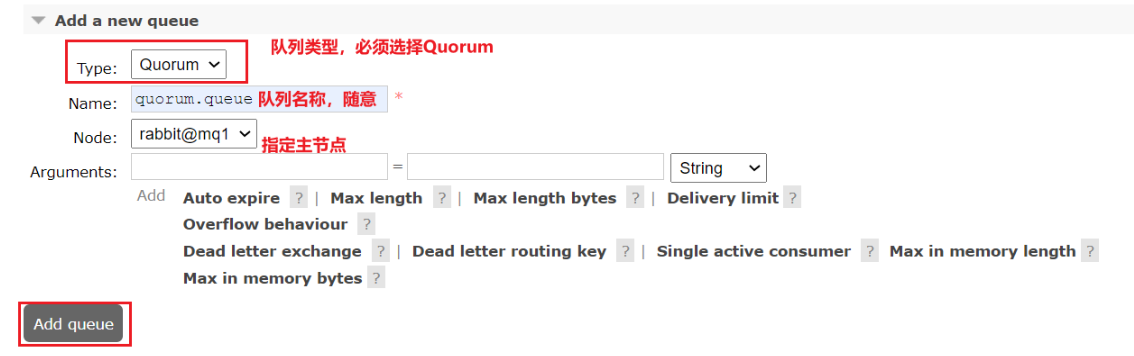 Add a new queue
队列类型，必须选择Quorum
Type: Quorum
Name: quorum.queue 队列名称，随意 *
Node: rabbit@mq1
指定主节点
Arguments: = String
Add Auto expire ? | Max length ? | Max length bytes ? | Delivery limit ?
Overflow behaviour ?
Dead letter exchange ? | Dead letter routing key ? | Single active consumer ? Max in memory length ?
Max in memory bytes ?
Add queue